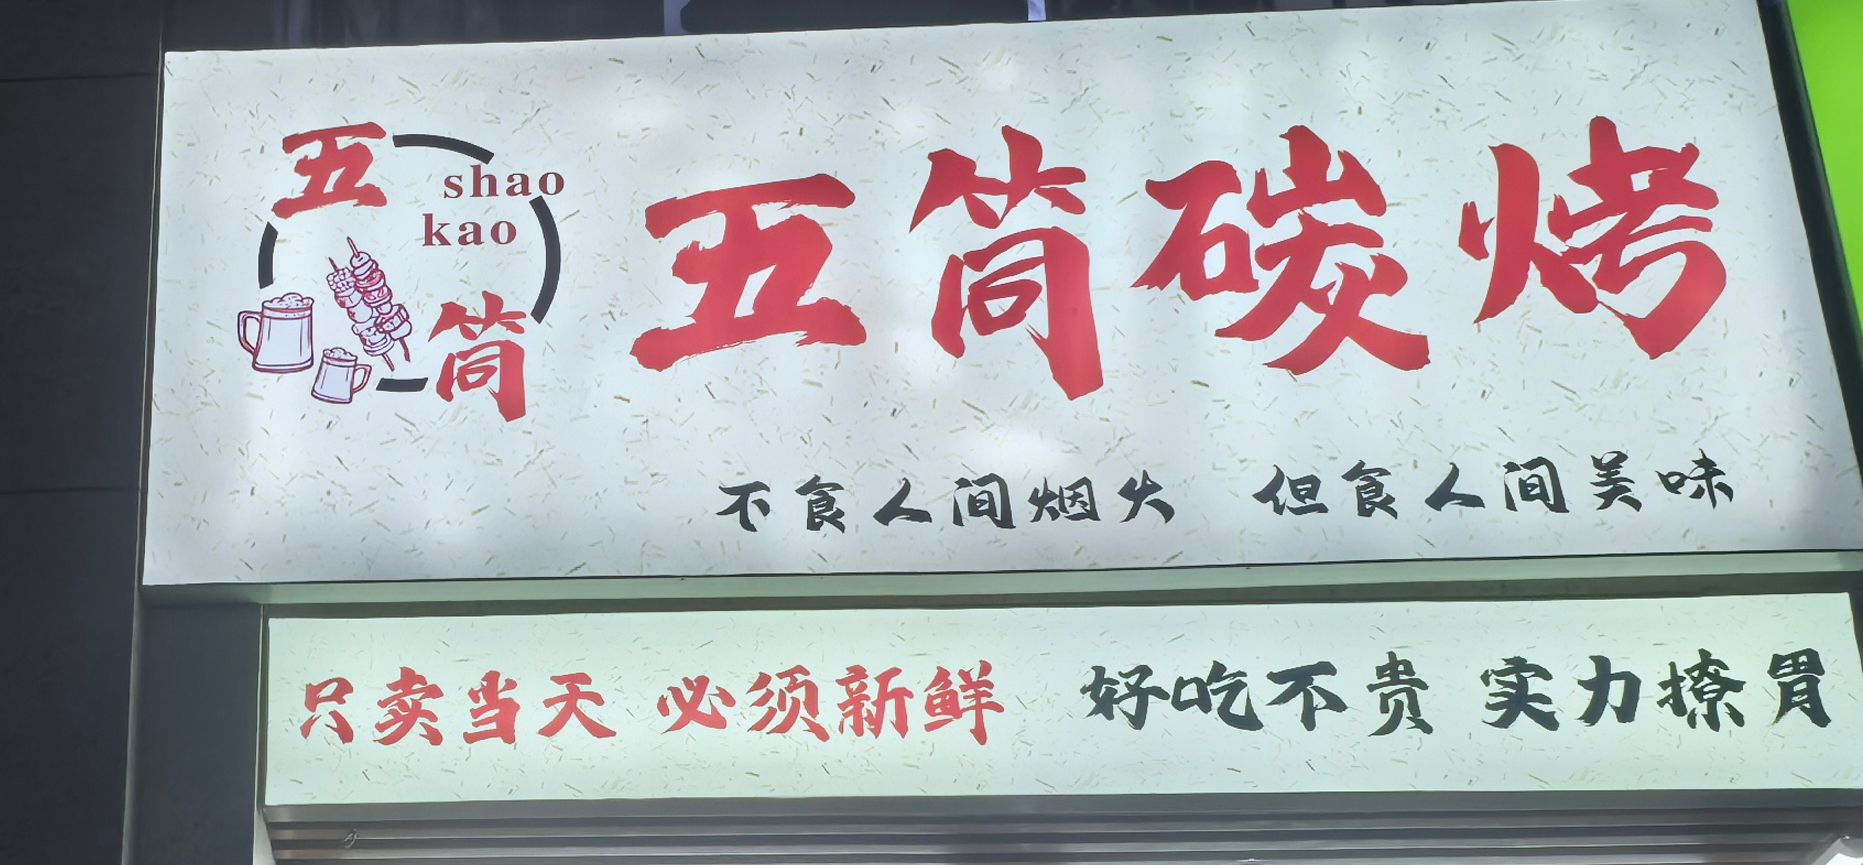 五
shao
kao
筒
五筒碳烤
不食人间烟火 但食人间美味
只卖当天 必须新鲜 好吃不贵 实力撩胃